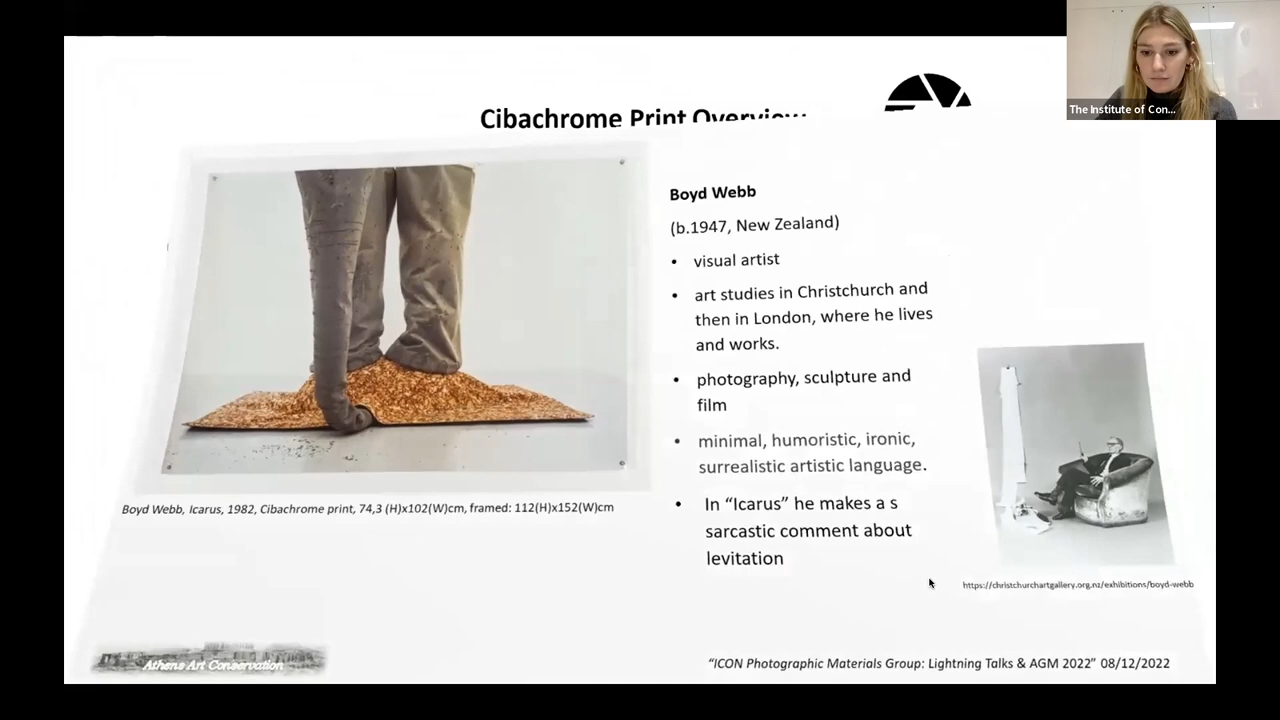 The Institute of Con...
Cibachrome Print Overview
Boyd Webb
(b.1947, New Zealand)
• visual artist
• art studies in Christchurch and
then in London, where he lives
and works.
• photography, sculpture and
film
• minimal, humoristic, ironic,
surrealistic artistic language.
• In “Icarus” he makes a s
sarcastic comment about
levitation
Boyd Webb, Icarus, 1982, Cibachrome print, 74,3 (H)x102(W)cm, framed: 112(H)x152(W)cm
https://christchurchartgallery.org.nz/exhibitions/boyd-webb
Athens Art Conservation
“ICON Photographic Materials Group: Lightning Talks & AGM 2022” 08/12/2022